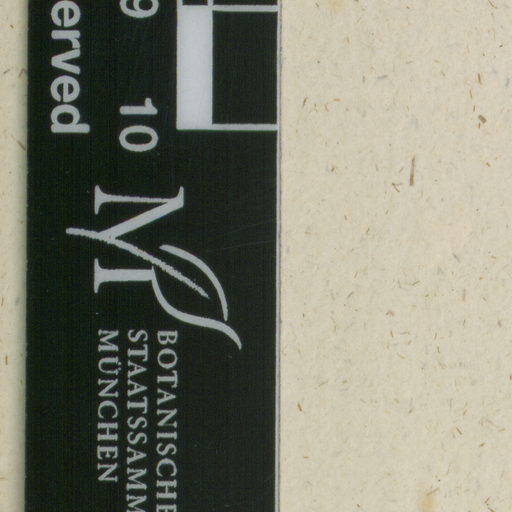 erved
9 10
BOTANISCHE
STAATSSAMM
MÜNCHEN